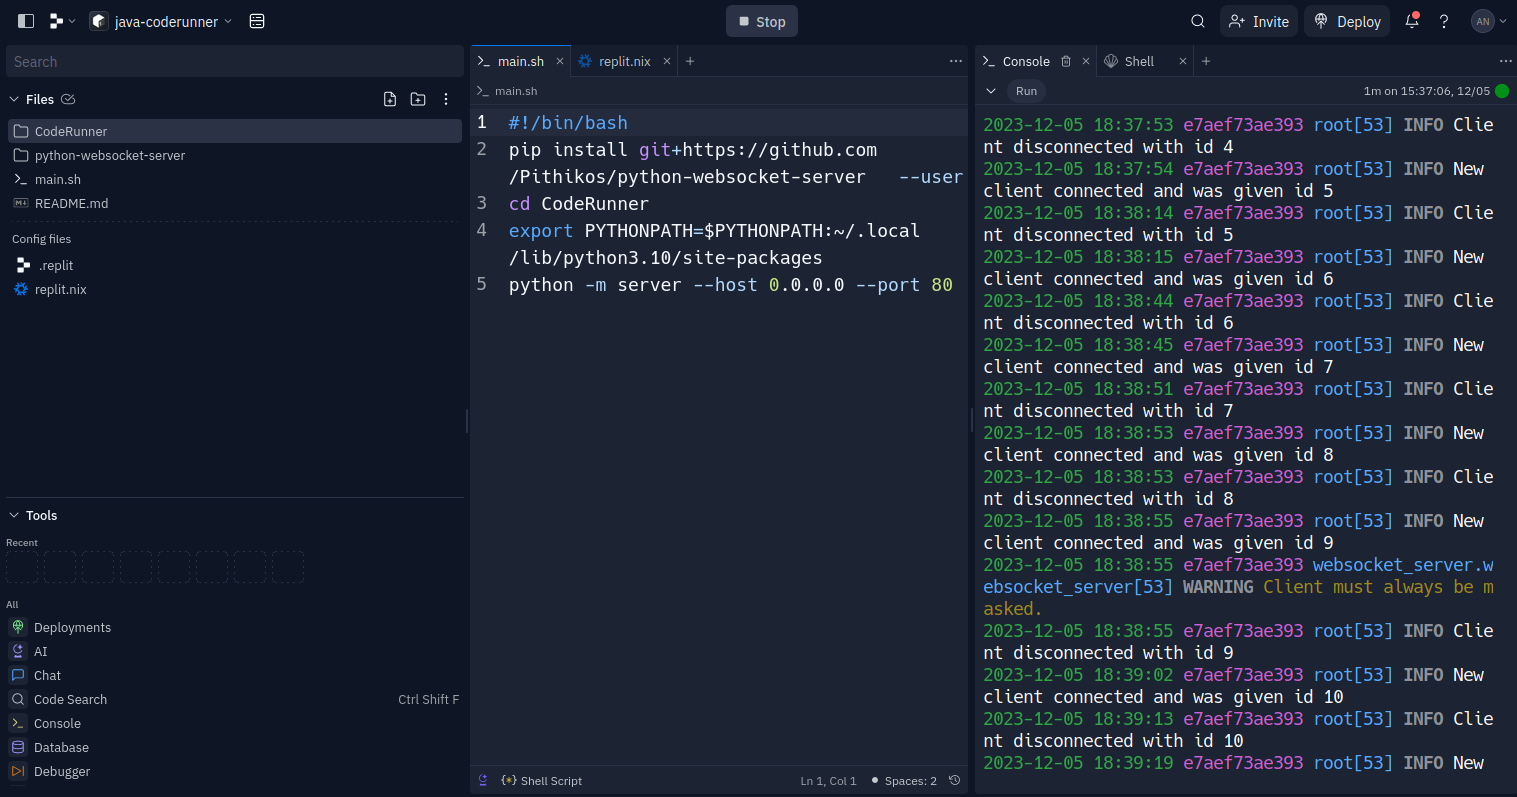 java-coderunner
Stop
Invite
Deploy
AN
Search
Files
CodeRunner
python-websocket-server
main.sh
README.md
Config files
.replit
replit.nix
Tools
Recent
All
Deployments
AI
Chat
Code Search Ctrl Shift F
Console
Database
Debugger
main.sh
replit.nix
main.sh
1 #!/bin/bash
2 pip install git+https://github.com
/Pithikos/python-websocket-server   --user
3 cd CodeRunner
4 export PYTHONPATH=$PYTHONPATH:~/.local
/lib/python3.10/site-packages
5 python -m server --host 0.0.0.0 --port 80
Shell Script
Ln 1, Col 1
Spaces: 2
Console
Shell
Run
1m on 15:37:06, 12/05
2023-12-05 18:37:53 e7aef73ae393 root[53] INFO Clie
nt disconnected with id 4
2023-12-05 18:37:54 e7aef73ae393 root[53] INFO New
client connected and was given id 5
2023-12-05 18:38:14 e7aef73ae393 root[53] INFO Clie
nt disconnected with id 5
2023-12-05 18:38:15 e7aef73ae393 root[53] INFO New
client connected and was given id 6
2023-12-05 18:38:44 e7aef73ae393 root[53] INFO Clie
nt disconnected with id 6
2023-12-05 18:38:45 e7aef73ae393 root[53] INFO New
client connected and was given id 7
2023-12-05 18:38:51 e7aef73ae393 root[53] INFO Clie
nt disconnected with id 7
2023-12-05 18:38:53 e7aef73ae393 root[53] INFO New
client connected and was given id 8
2023-12-05 18:38:53 e7aef73ae393 root[53] INFO Clie
nt disconnected with id 8
2023-12-05 18:38:55 e7aef73ae393 root[53] INFO New
client connected and was given id 9
2023-12-05 18:38:55 e7aef73ae393 websocket_server.w
ebsocket_server[53] WARNING Client must always be m
asked.
2023-12-05 18:38:55 e7aef73ae393 root[53] INFO Clie
nt disconnected with id 9
2023-12-05 18:39:02 e7aef73ae393 root[53] INFO New
client connected and was given id 10
2023-12-05 18:39:13 e7aef73ae393 root[53] INFO Clie
nt disconnected with id 10
2023-12-05 18:39:19 e7aef73ae393 root[53] INFO New